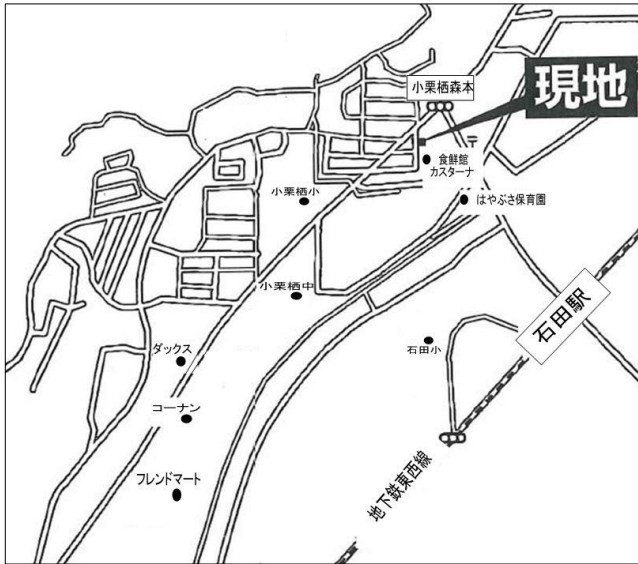 小栗栖森本
現地
〒
食鮮館
カスターナ
小栗栖小
はやぶさ保育園
小栗栖中
石田駅
ダックス
石田小
コーナン
フレンドマート
地下鉄東西線